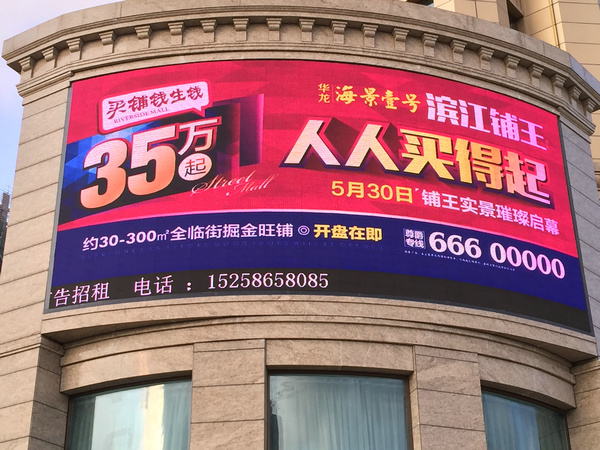 买铺钱生钱
RIVERSIDE MALL
35万起
Street Mall
华龙 海景壹号 滨江铺王
人人买得起
5月30日 铺王实景璀璨启幕
约30-300㎡全临街掘金旺铺 ◎ 开盘在即
尊爵专线 666 00000
告招租 电话 ：15258658085